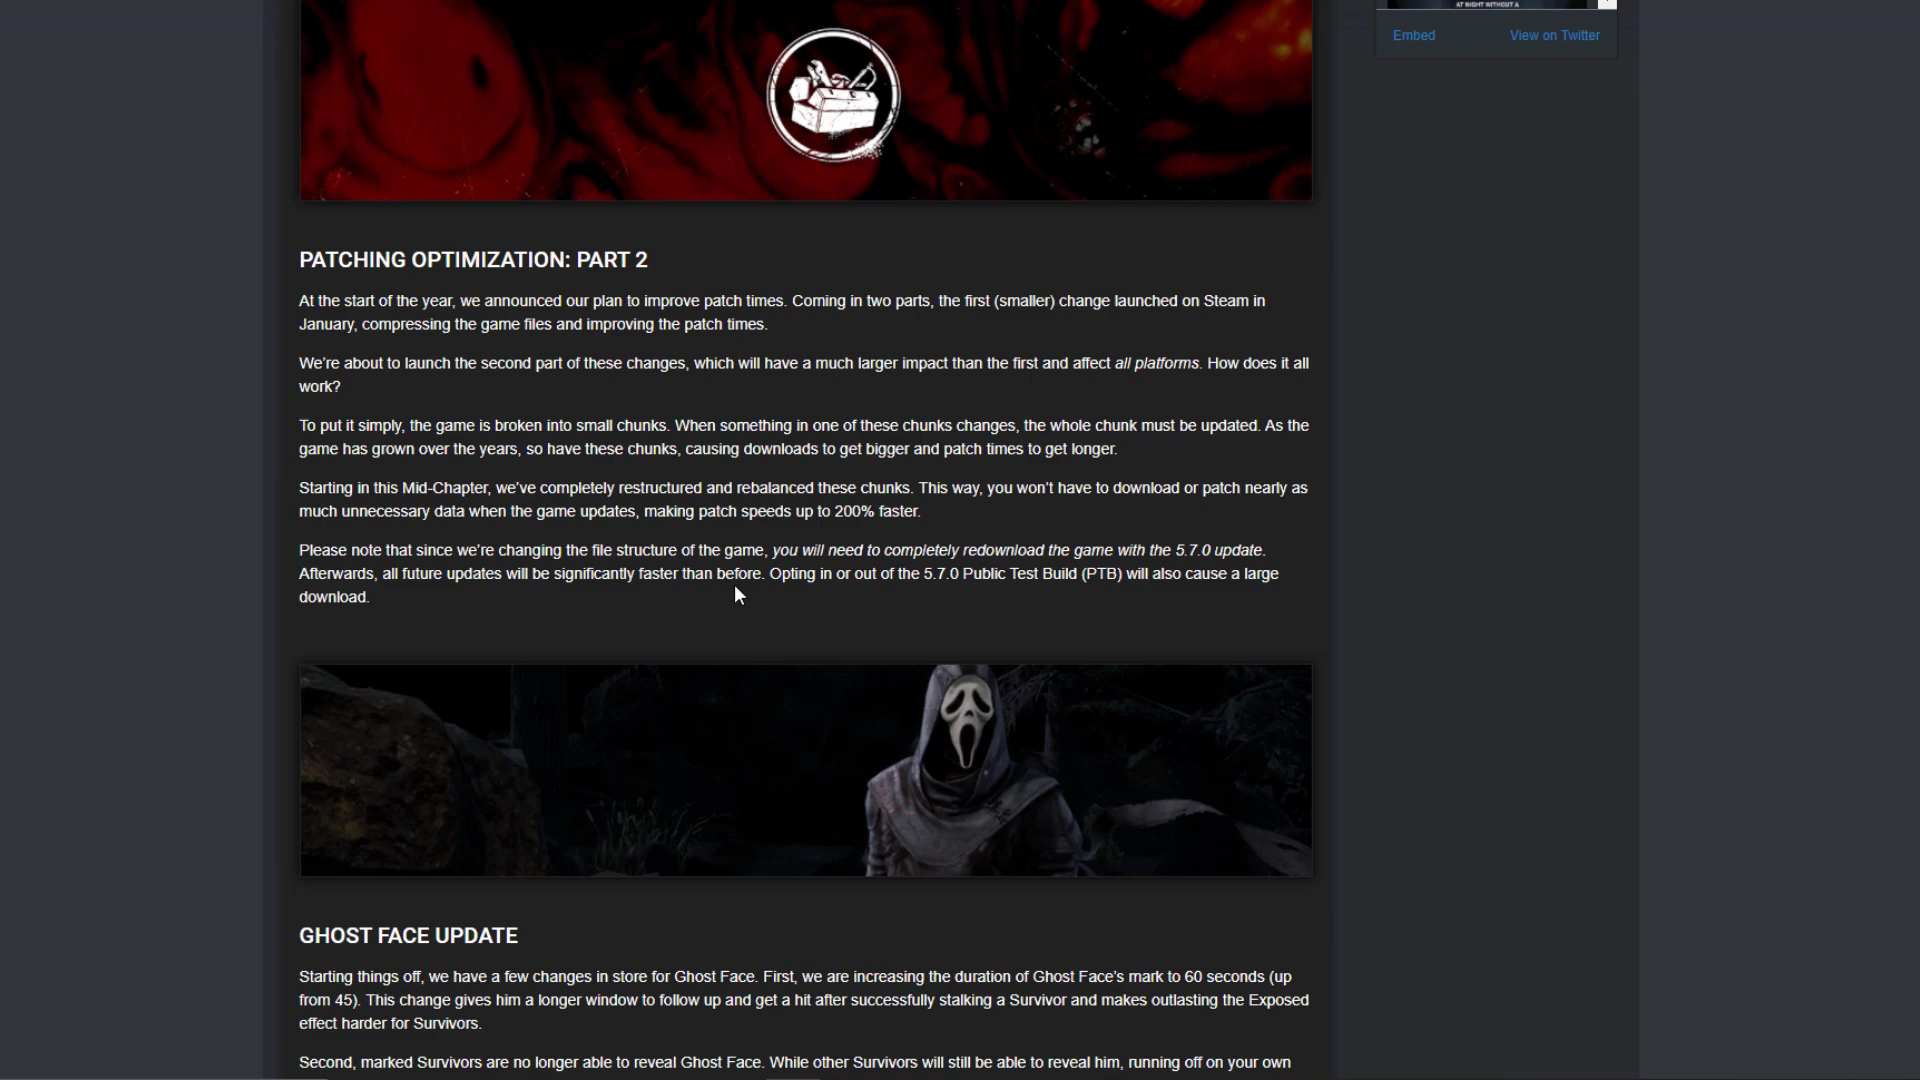 AT NIGHT WITHOUT A
Embed
View on Twitter
PATCHING OPTIMIZATION: PART 2
At the start of the year, we announced our plan to improve patch times. Coming in two parts, the first (smaller) change launched on Steam in
January, compressing the game files and improving the patch times.
We’re about to launch the second part of these changes, which will have a much larger impact than the first and affect all platforms. How does it all
work?
To put it simply, the game is broken into small chunks. When something in one of these chunks changes, the whole chunk must be updated. As the
game has grown over the years, so have these chunks, causing downloads to get bigger and patch times to get longer.
Starting in this Mid-Chapter, we’ve completely restructured and rebalanced these chunks. This way, you won’t have to download or patch nearly as
much unnecessary data when the game updates, making patch speeds up to 200% faster.
Please note that since we’re changing the file structure of the game, you will need to completely redownload the game with the 5.7.0 update.
Afterwards, all future updates will be significantly faster than before. Opting in or out of the 5.7.0 Public Test Build (PTB) will also cause a large
download.
GHOST FACE UPDATE
Starting things off, we have a few changes in store for Ghost Face. First, we are increasing the duration of Ghost Face’s mark to 60 seconds (up
from 45). This change gives him a longer window to follow up and get a hit after successfully stalking a Survivor and makes outlasting the Exposed
effect harder for Survivors.
Second, marked Survivors are no longer able to reveal Ghost Face. While other Survivors will still be able to reveal him, running off on your own